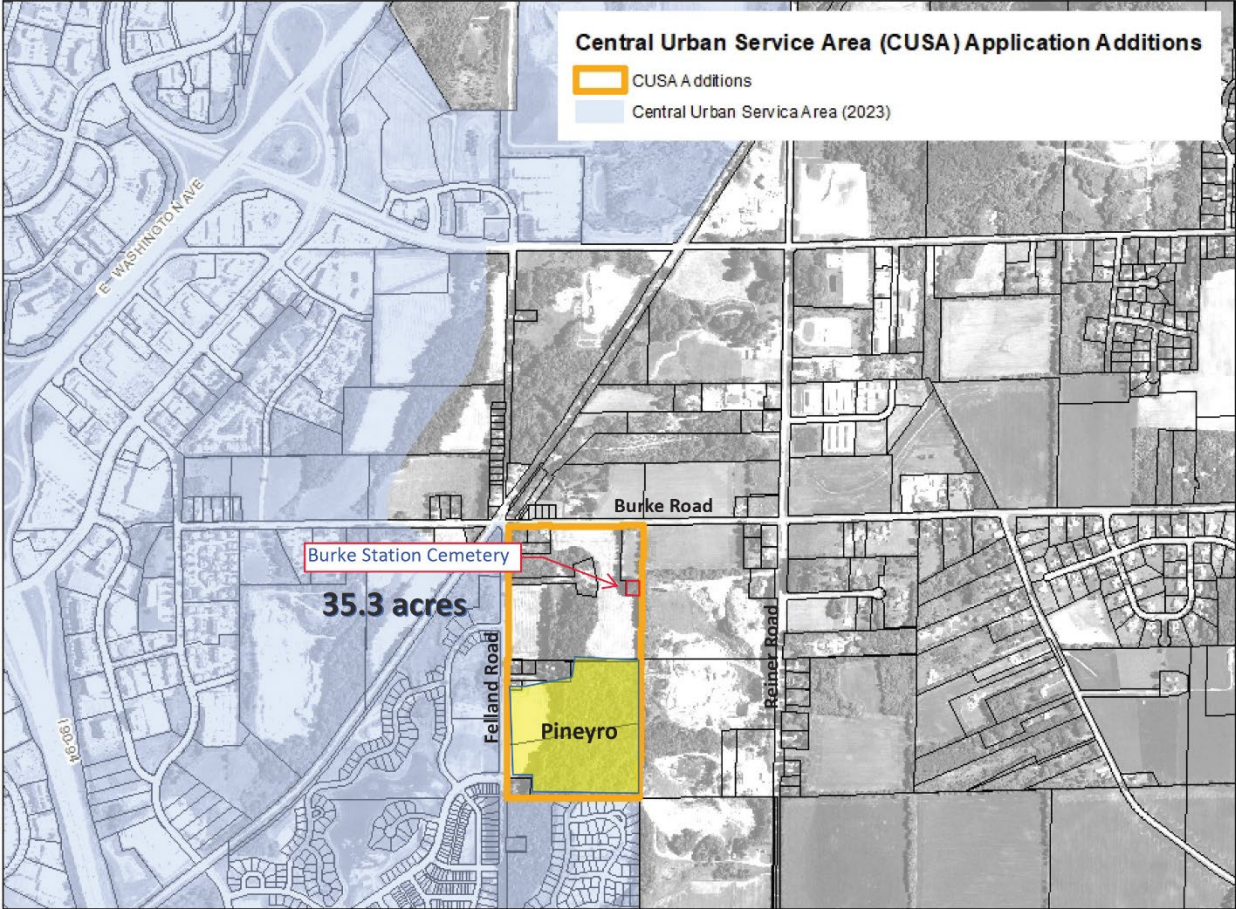 Central Urban Service Area (CUSA) Application Additions
CUSA Additions
Central Urban Servica Area (2023)
E WASHINGTON AVE
Burke Road
Burke Station Cemetery
35.3 acres
Felland Road
Reiner Road
Pineyro
I 90-94